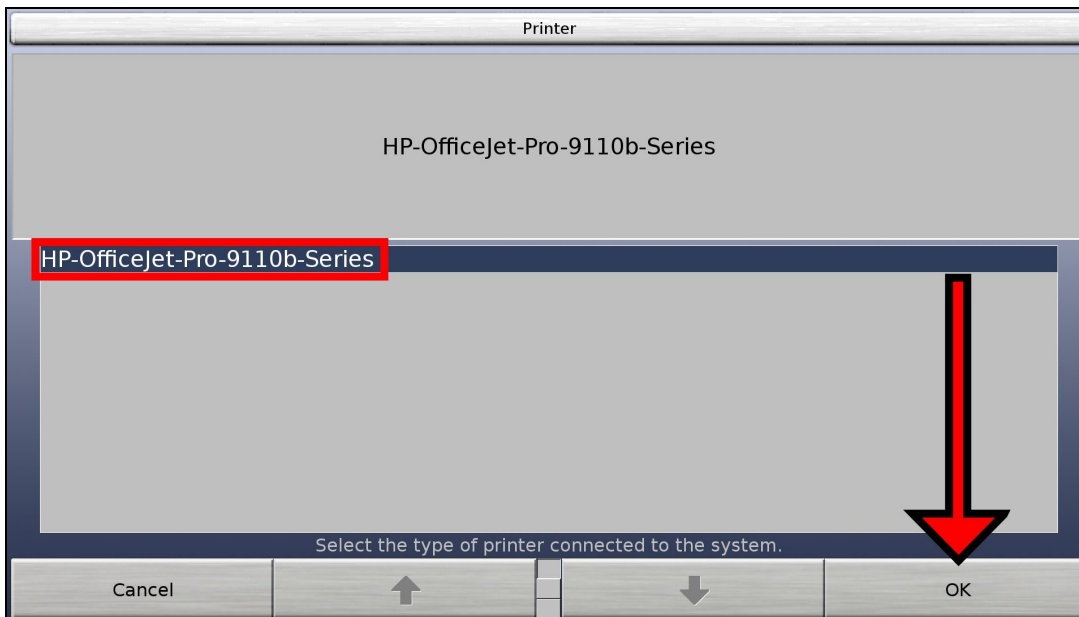 Printer
HP-OfficeJet-Pro-9110b-Series
HP-OfficeJet-Pro-9110b-Series
Select the type of printer connected to the system.
Cancel
OK